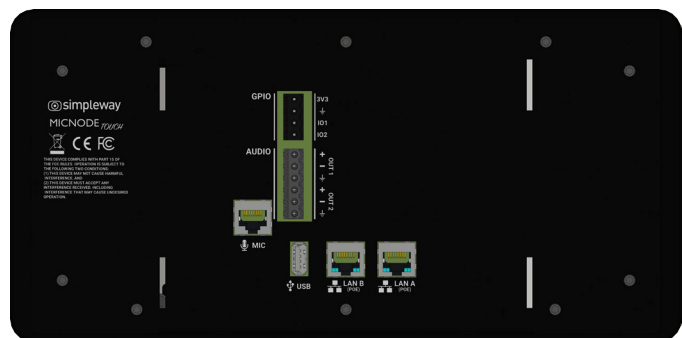 GPIO
3V3
IO1
IO2
simpleway
MICNODE TOUCH
CE FC
THIS DEVICE COMPLIES WITH PART 15 OF
THE FCC RULES. OPERATION IS SUBJECT TO
THE FOLLOWING TWO CONDITIONS:
(1) THIS DEVICE MAY NOT CAUSE HARMFUL
INTERFERENCE, AND
(2) THIS DEVICE MUST ACCEPT ANY
INTERFERENCE RECEIVED, INCLUDING
INTERFERENCE THAT MAY CAUSE UNDESIRED
OPERATION.
AUDIO
+
-
OUT 1
+
-
OUT 2
MIC
USB
LAN B
(POE)
LAN A
(POE)